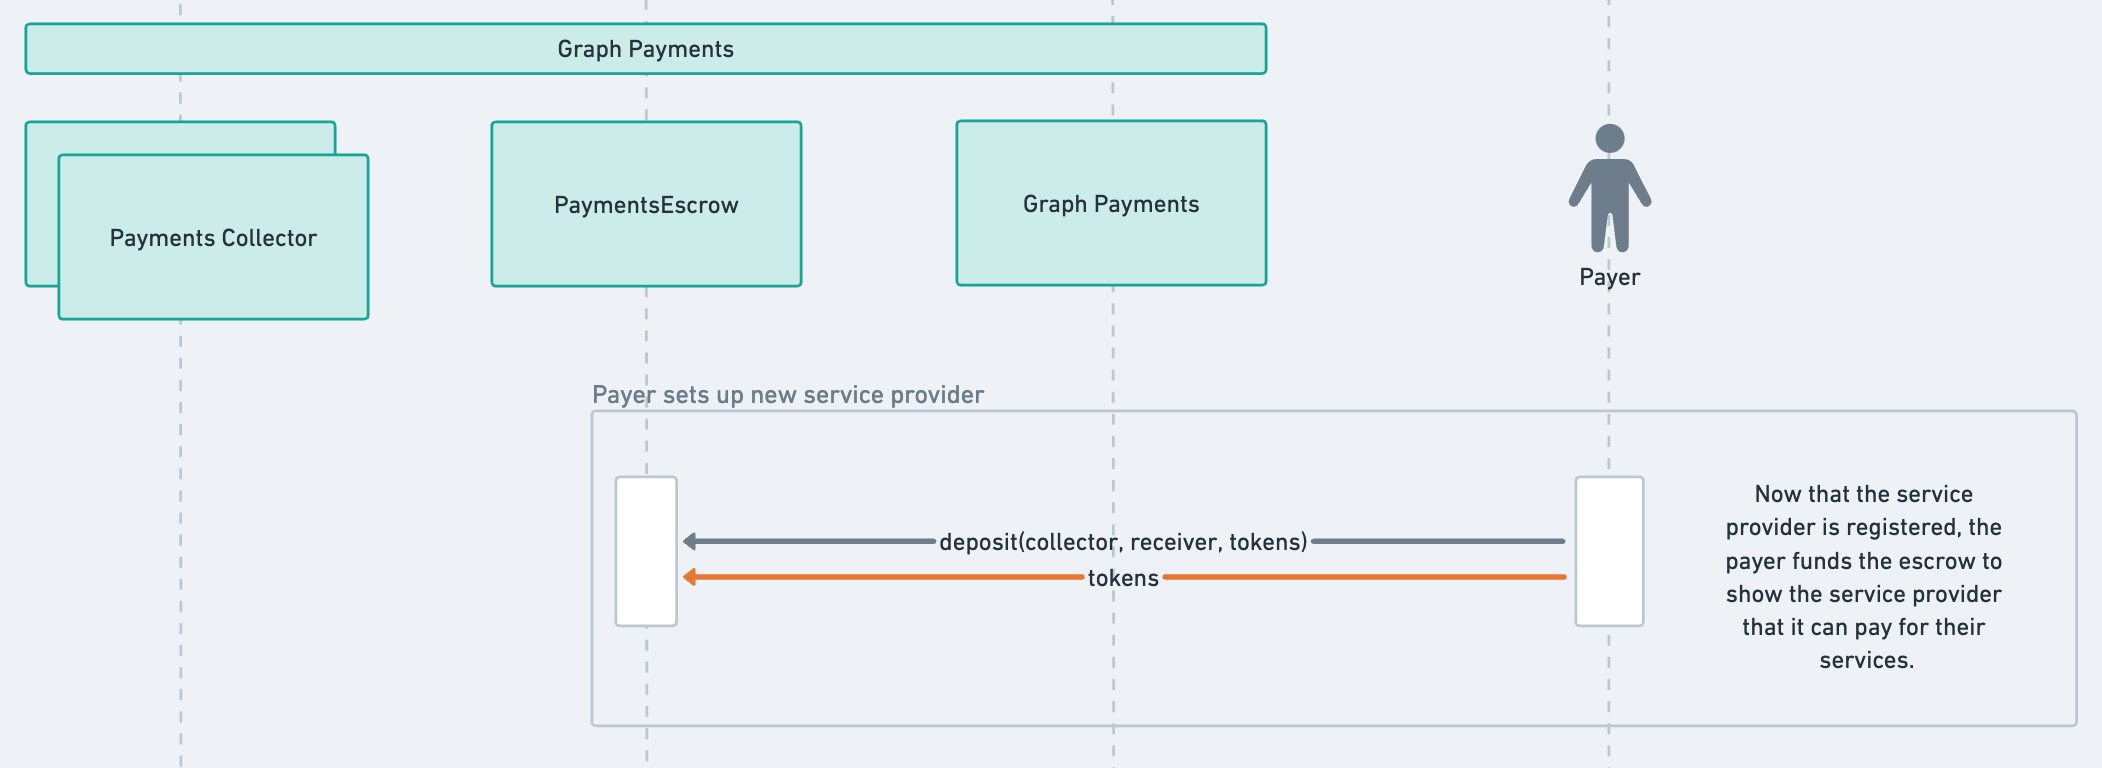 Graph Payments
Payments Collector
PaymentsEscrow
Graph Payments
Payer
Payer sets up new service provider
deposit(collector, receiver, tokens)
tokens
Now that the service
provider is registered, the
payer funds the escrow to
show the service provider
that it can pay for their
services.